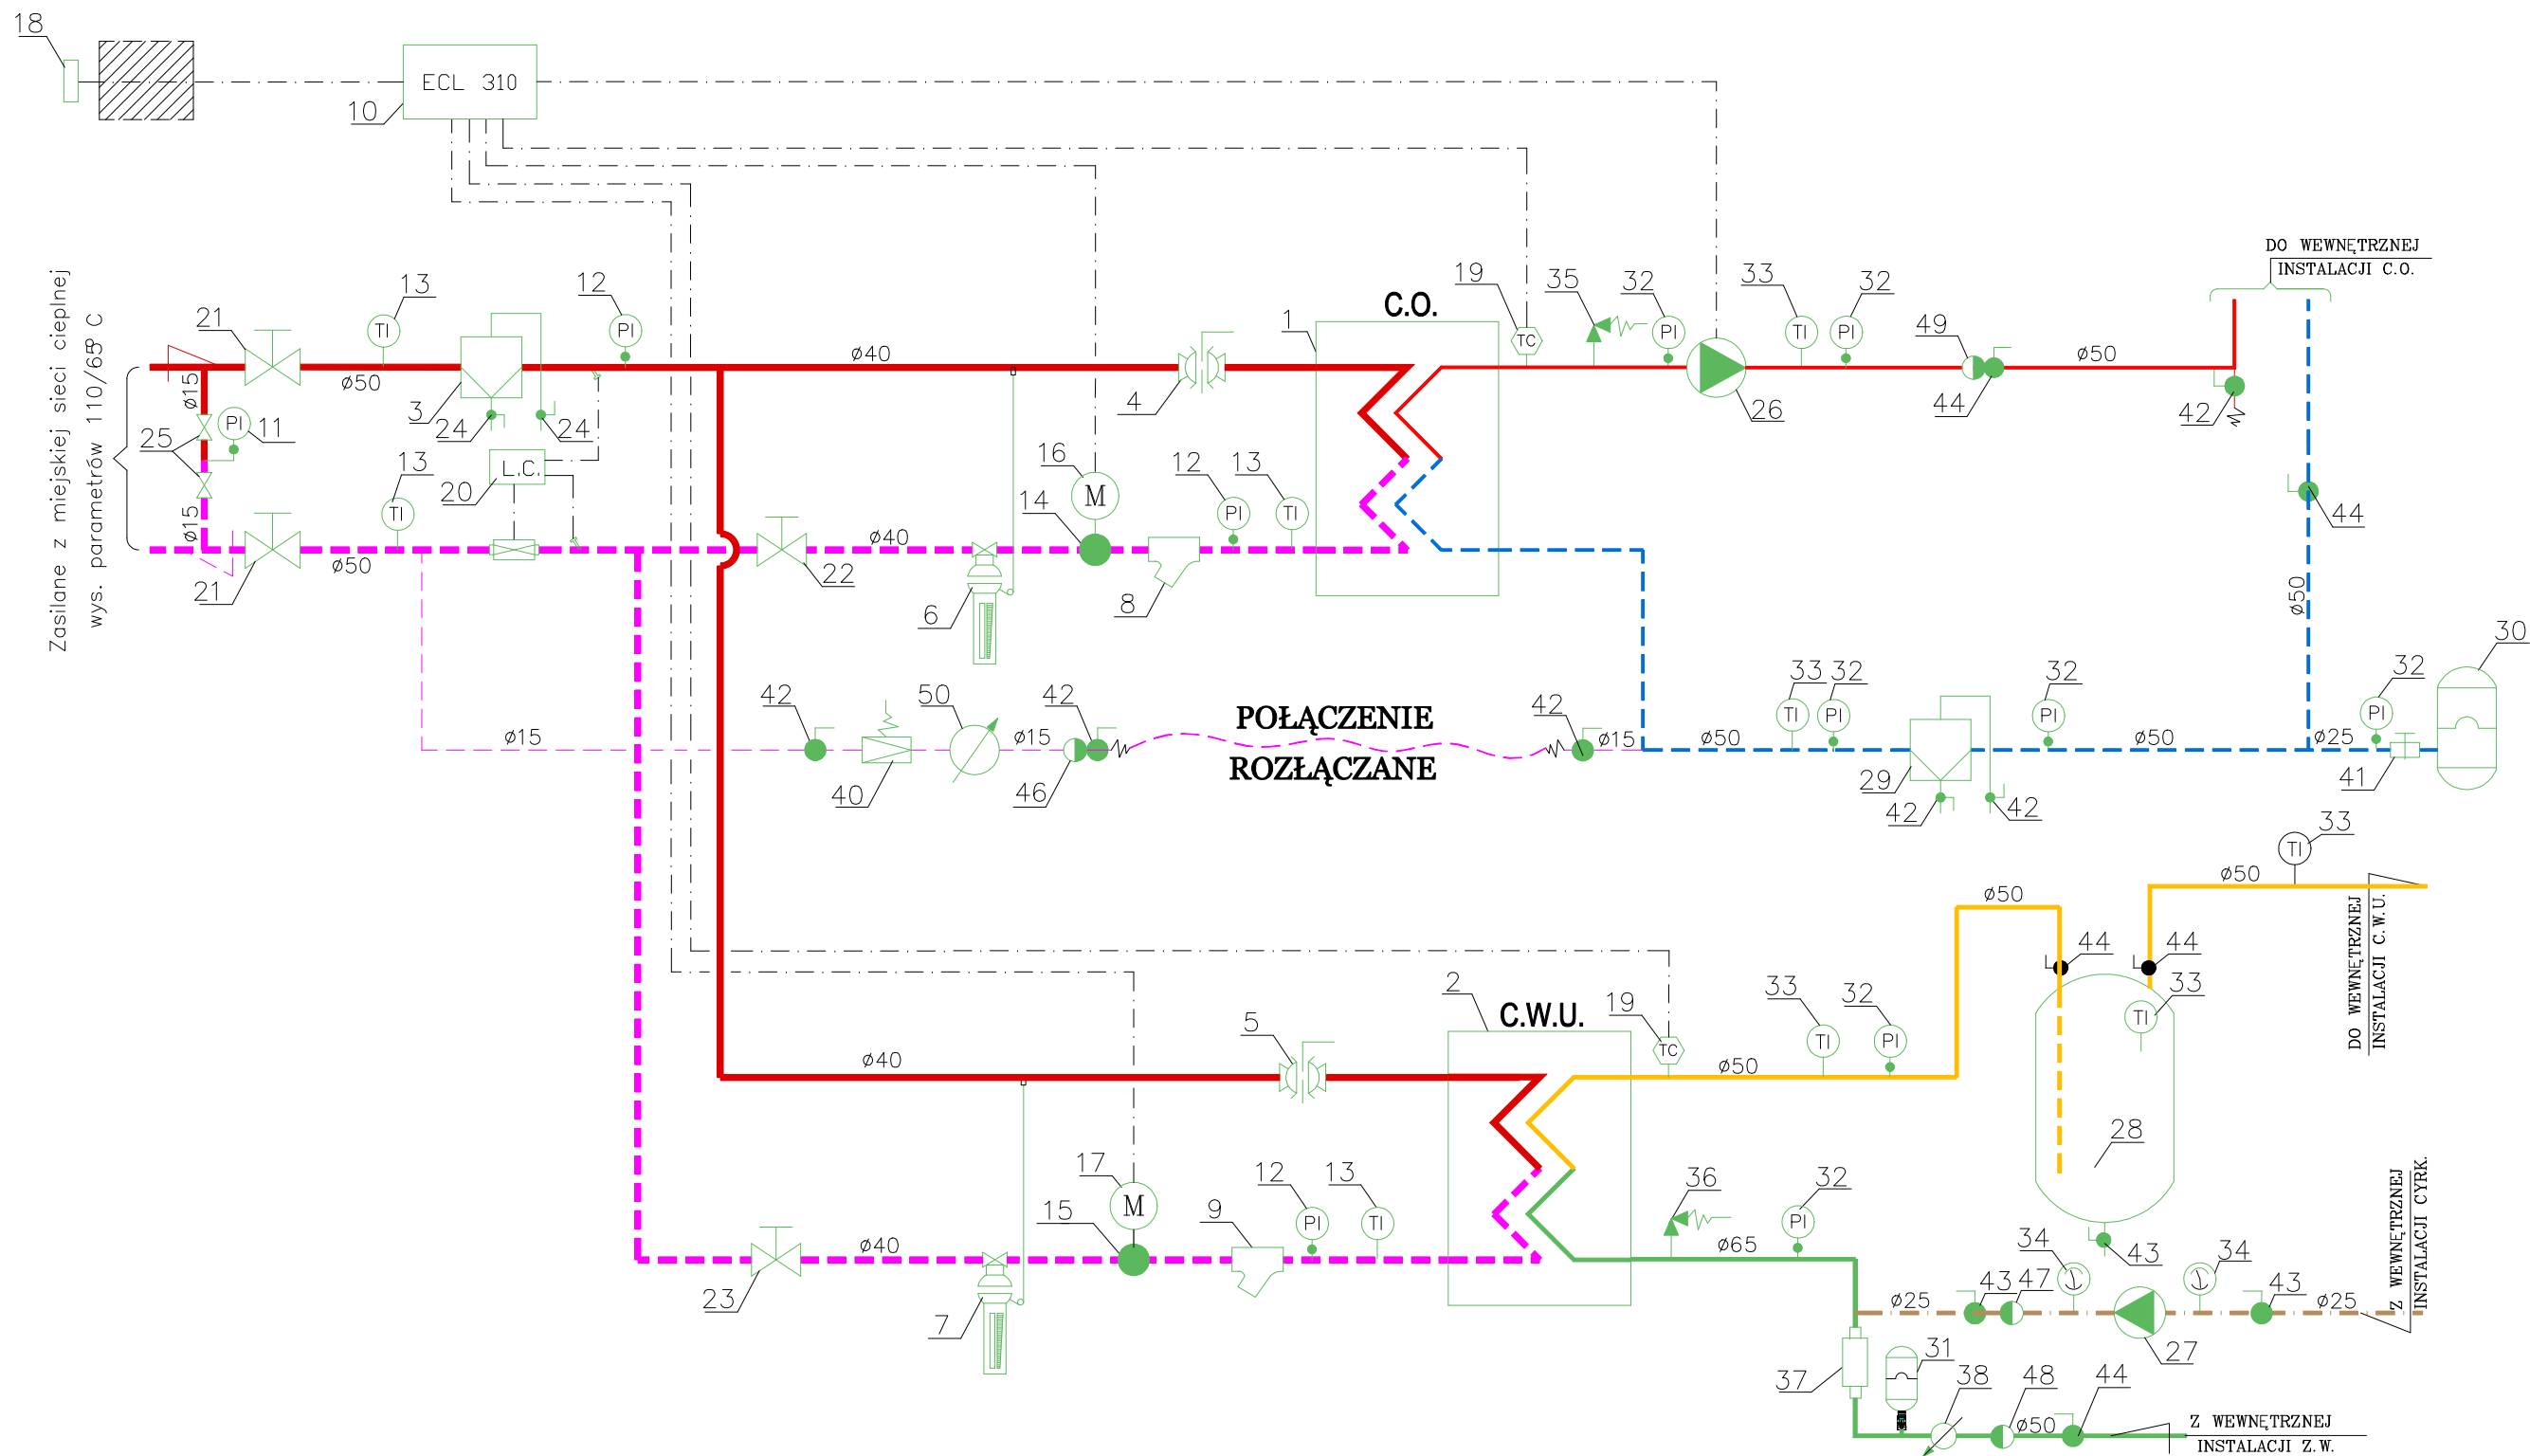 18
ECL 310
10
DO WEWNĘTRZNEJ
INSTALACJI C.O.
Zasilane z miejskiej sieci cieplnej
wys. parametrów 110/65° C
21
13
TI
12
PI
ø50
3
24
24
ø15
25
PI
11
ø15
21
13
TI
ø50
L.C.
20
ø40
4
1
C.O.
19
TC
35
32
PI
26
33
TI
32
PI
49
44
ø50
42
44
ø50
22
ø40
6
16
M
14
8
12
PI
13
TI
ø15
42
40
50
ø15
42
46
POŁĄCZENIE
ROZŁĄCZANE
42
ø15
ø50
33
TI
32
PI
29
42
42
32
PI
ø50
ø25
32
PI
41
30
33
TI
ø50
ø50
DO WEWNĘTRZNEJ
INSTALACJI C.W.U.
44
44
33
TI
28
43
2
C.W.U.
19
TC
ø50
33
TI
32
PI
ø40
5
17
M
15
9
12
PI
13
TI
23
ø40
7
36
32
PI
ø65
ø25
43
47
34
27
34
43
ø25
Z WEWNĘTRZNEJ
INSTALACJI CYRK.
37
31
38
48
ø50
44
Z WEWNĘTRZNEJ
INSTALACJI Z.W.